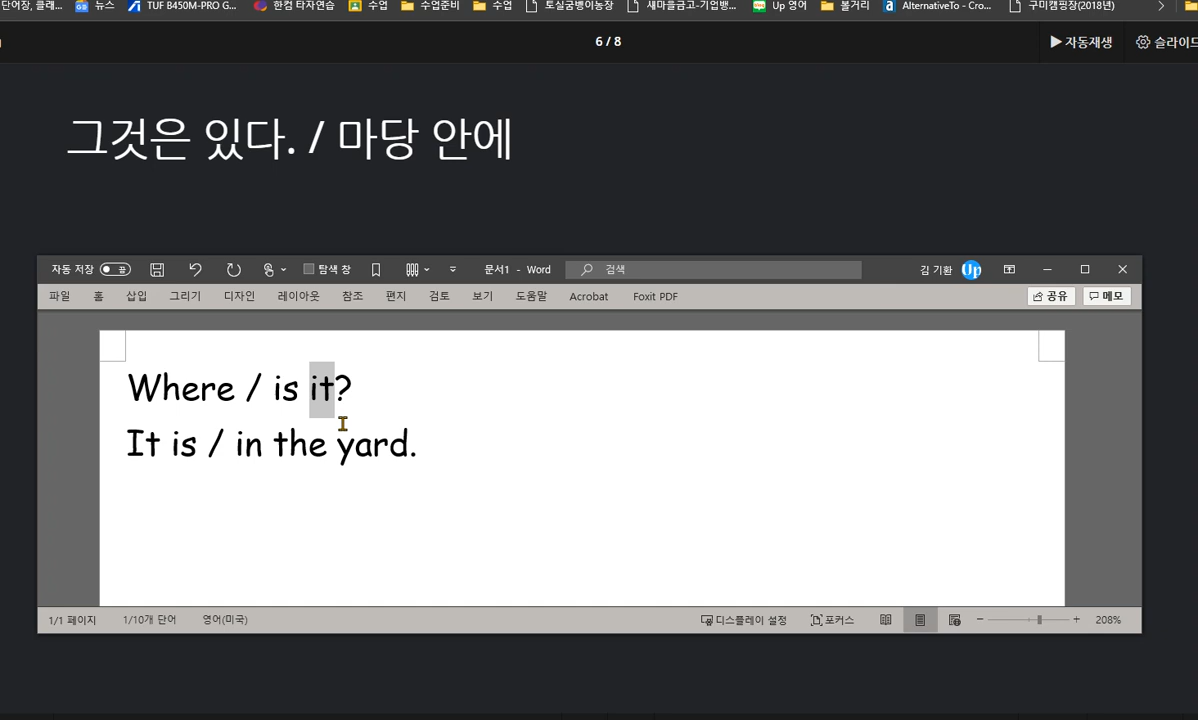 단어장, 클래... 뉴스 TUF B450M-PRO G... 한컴 타자연습 수업 수업준비 수업 토실굼벵이농장 새마을금고-기업뱅... Up 영어 볼거리 AlternativeTo - Cro... 구미캠핑장(2018년)
6 / 8 자동재생 슬라이드
그것은 있다. / 마당 안에
자동 저장 끔 탐색 창 문서1 - Word 검색 김 기환 Up
파일 홈 삽입 그리기 디자인 레이아웃 참조 편지 검토 보기 도움말 Acrobat Foxit PDF 공유 메모
Where / is it?
It is / in the yard.
1/1 페이지 1/10개 단어 영어(미국) 디스플레이 설정 포커스 208%